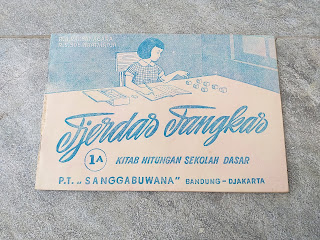 Tjerdas Tangkas
1A
KITAB HITUNGAN SEKOLAH DASAR
P.T. „SANGGABUWANA" BANDUNG - DJAKARTA